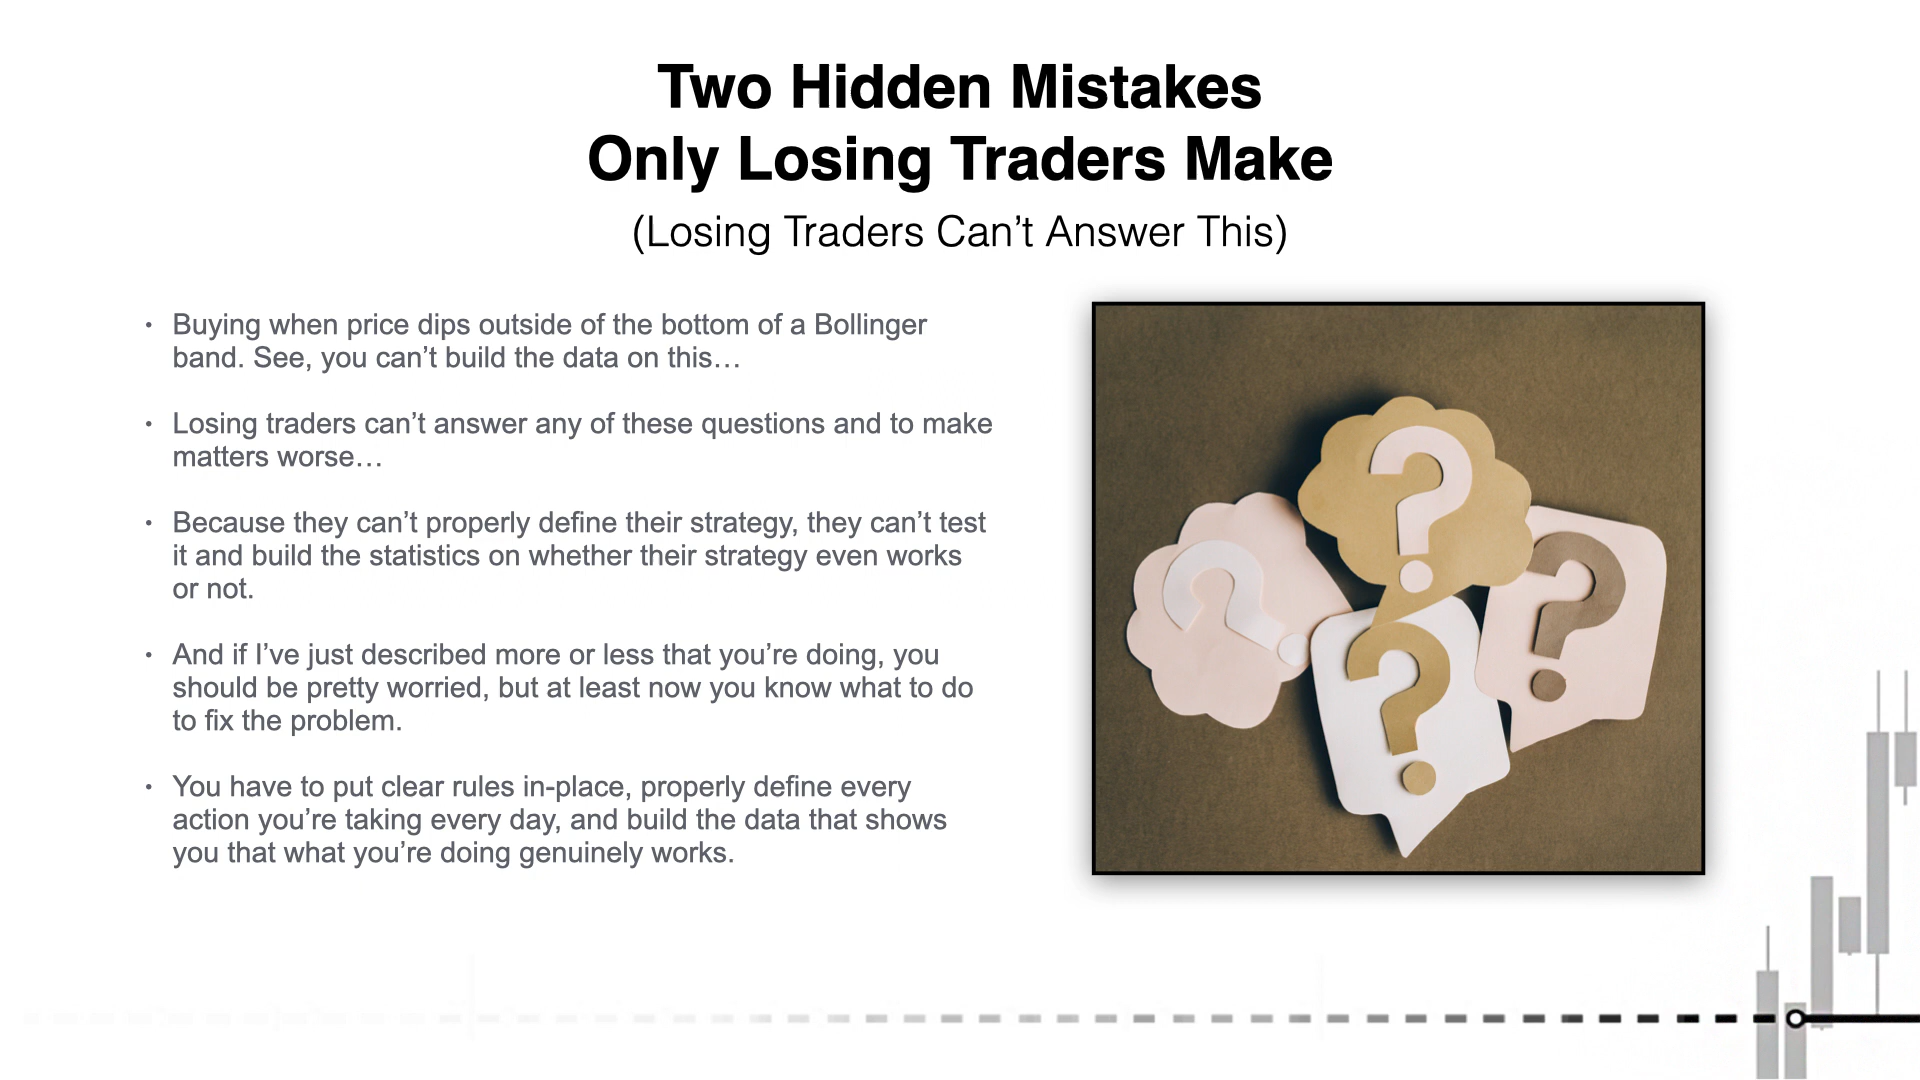 Two Hidden Mistakes
Only Losing Traders Make
(Losing Traders Can’t Answer This)
• Buying when price dips outside of the bottom of a Bollinger
band. See, you can’t build the data on this…
• Losing traders can’t answer any of these questions and to make
matters worse…
• Because they can’t properly define their strategy, they can’t test
it and build the statistics on whether their strategy even works
or not.
• And if I’ve just described more or less that you’re doing, you
should be pretty worried, but at least now you know what to do
to fix the problem.
• You have to put clear rules in-place, properly define every
action you’re taking every day, and build the data that shows
you that what you’re doing genuinely works.
?
?
?
?